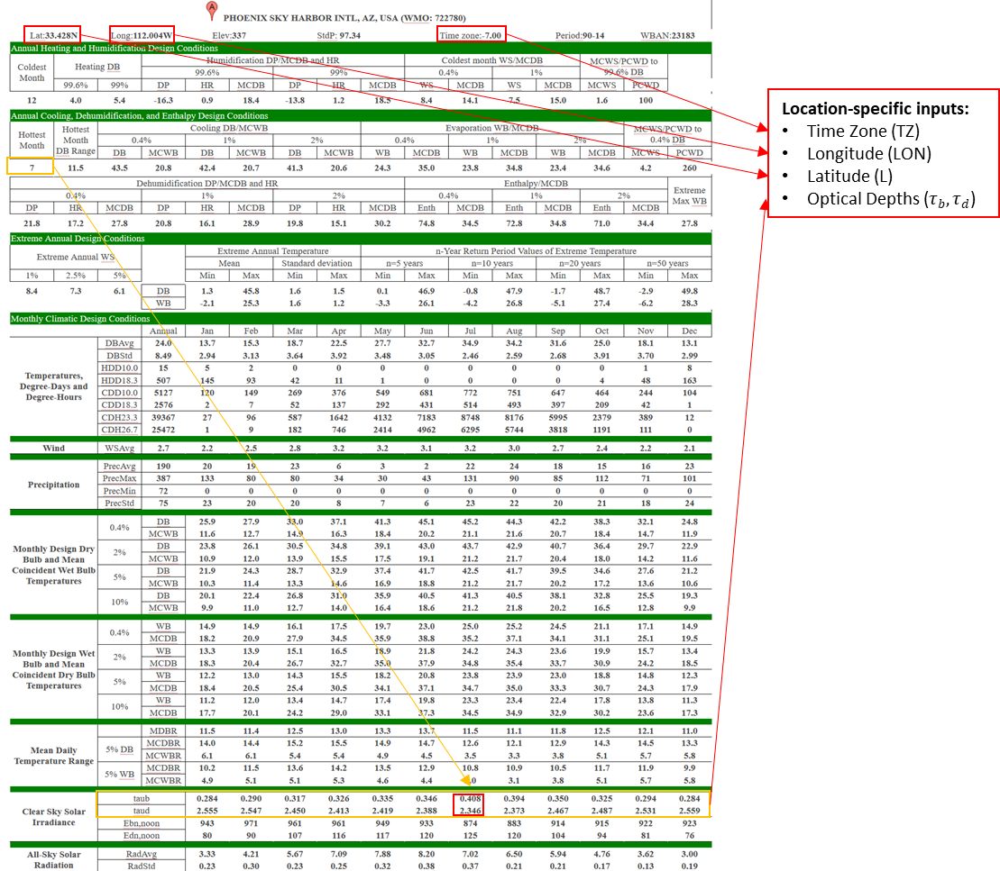 A
PHOENIX SKY HARBOR INTL, AZ, USA (WMO: 722780)
Lat:33.428N Long:112.004W Elev:337 StdP: 97.34 Time zone:-7.00 Period:90-14 WBAN:23183
Annual Heating and Humidification Design Conditions
Coldest Month Heating DB Humidification DP/MCDB and HR Coldest month WS/MCDB MCWS/PCWD to 99.6% DB
99.6% 99% 0.4% 1%
99.6% 99% DP HR MCDB DP HR MCDB WS MCDB WS MCDB MCWS PCWD
12 4.0 5.4 -16.3 0.9 18.4 -13.8 1.2 18.5 8.4 14.1 7.5 15.0 1.6 100
Annual Cooling, Dehumidification, and Enthalpy Design Conditions
Hottest Month Hottest Month DB Range Cooling DB/MCWB Evaporation WB/MCDB MCWS/PCWD to 0.4% DB
0.4% 1% 2% 0.4% 1% 2%
DB MCWB DB MCWB DB MCWB WB MCDB WB MCDB WB MCDB MCWS PCWD
7 11.5 43.5 20.8 42.4 20.7 41.3 20.6 24.3 35.0 23.8 34.8 23.4 34.6 4.2 260
Dehumidification DP/MCDB and HR Enthalpy/MCDB Extreme Max WB
0.4% 1% 2% 0.4% 1% 2%
DP HR MCDB DP HR MCDB DP HR MCDB Enth MCDB Enth MCDB Enth MCDB
21.8 17.2 27.8 20.8 16.1 28.9 19.8 15.1 30.2 74.8 34.5 72.8 34.8 71.0 34.4 27.8
Extreme Annual Design Conditions
Extreme Annual WS Extreme Annual Temperature n-Year Return Period Values of Extreme Temperature
Mean Standard deviation n=5 years n=10 years n=20 years n=50 years
1% 2.5% 5% Min Max Min Max Min Max Min Max Min Max Min Max
8.4 7.3 6.1 DB 1.3 45.8 1.6 1.5 0.1 46.9 -0.8 47.9 -1.7 48.7 -2.9 49.8
WB -2.1 25.3 1.6 1.2 -3.3 26.1 -4.2 26.8 -5.1 27.4 -6.2 28.3
Monthly Climatic Design Conditions
Annual Jan Feb Mar Apr May Jun Jul Aug Sep Oct Nov Dec
Temperatures, Degree-Days and Degree-Hours
DBAvg 24.0 13.7 15.3 18.7 22.5 27.7 32.7 34.9 34.2 31.6 25.0 18.1 13.1
DBStd 8.49 2.94 3.13 3.64 3.92 3.48 3.05 2.46 2.59 2.68 3.91 3.70 2.99
HDD10.0 15 5 2 0 0 0 0 0 0 0 0 1 8
HDD18.3 507 145 93 42 11 1 0 0 0 0 4 48 163
CDD10.0 5127 120 149 269 376 549 681 772 751 647 464 244 104
CDD18.3 2576 2 7 52 137 292 431 514 493 397 209 42 1
CDH23.3 39367 27 96 587 1642 4132 7183 8748 8176 5995 2379 389 12
CDH26.7 25472 1 9 182 746 2414 4962 6295 5744 3818 1191 111 0
Wind WSAvg 2.7 2.2 2.5 2.8 3.2 3.2 3.1 3.2 3.0 2.7 2.4 2.2 2.1
Precipitation
PrecAvg 190 20 19 23 6 3 2 22 24 18 15 16 23
PrecMax 387 133 80 80 34 30 43 131 90 85 112 71 101
PrecMin 72 0 0 0 0 0 0 0 0 0 0 0 0
PrecStd 75 23 20 20 8 7 6 23 22 20 21 18 24
Monthly Design Dry Bulb and Mean Coincident Wet Bulb Temperatures
0.4% DB 25.9 27.9 33.0 37.1 41.3 45.1 45.2 44.3 42.2 38.3 32.1 24.8
MCWB 11.6 12.7 14.9 16.3 18.4 20.2 21.1 21.6 20.7 18.4 14.7 11.9
2% DB 23.8 26.1 30.5 34.8 39.1 43.0 43.7 42.9 40.7 36.4 29.7 22.9
MCWB 10.9 12.0 13.9 15.5 17.5 19.1 21.2 21.7 20.4 18.0 14.2 11.6
5% DB 21.9 24.3 28.7 32.9 37.4 41.7 42.5 41.7 39.5 34.6 27.6 21.2
MCWB 10.3 11.4 13.3 14.6 16.9 18.8 21.2 21.7 20.2 17.2 13.6 10.6
10% DB 20.1 22.4 26.8 31.0 35.9 40.5 41.3 40.5 38.1 32.8 25.5 19.3
MCWB 9.9 11.0 12.7 14.0 16.4 18.6 21.2 21.8 20.2 16.5 12.8 9.9
Monthly Design Wet Bulb and Mean Coincident Dry Bulb Temperatures
0.4% WB 14.9 14.9 16.1 17.5 19.7 23.0 25.0 25.2 24.5 21.1 17.1 14.9
MCDB 18.2 20.9 27.9 34.5 35.9 38.8 35.2 37.1 34.1 31.1 25.1 19.5
2% WB 13.3 13.9 15.1 16.5 18.9 21.8 24.2 24.3 23.6 19.9 15.7 13.4
MCDB 18.3 20.4 26.7 32.7 35.0 37.9 34.8 35.4 33.7 30.9 24.2 18.5
5% WB 12.2 13.0 14.3 15.5 18.2 20.8 23.8 23.9 23.0 18.8 14.8 12.3
MCDB 18.4 20.5 25.4 30.5 34.1 37.1 34.7 35.0 33.3 30.7 24.3 17.9
10% WB 11.2 12.0 13.4 14.7 17.4 19.8 23.3 23.4 22.4 17.8 13.8 11.3
MCDB 17.7 20.1 24.2 29.0 33.1 37.3 34.5 34.9 32.9 30.2 23.6 17.3
Mean Daily Temperature Range
MDBR 11.5 11.4 12.5 13.0 13.3 13.7 11.5 11.1 11.8 12.5 12.1 11.0
5% DB MCDBR 14.0 14.4 15.2 15.5 14.9 14.7 12.6 12.1 12.9 14.3 14.5 13.3
MCWBR 6.1 6.1 5.4 5.4 4.9 4.5 3.5 3.3 3.8 5.1 5.7 5.8
5% WB MCDBR 10.2 11.5 13.6 14.2 13.5 12.9 10.8 10.9 10.5 11.7 11.9 9.9
MCWBR 4.9 5.1 5.1 5.3 4.6 4.4 3.1 3.8 5.1 5.7 5.8
Clear Sky Solar Irradiance
taub 0.284 0.290 0.317 0.326 0.335 0.346 0.408 0.394 0.350 0.325 0.294 0.284
taud 2.555 2.547 2.450 2.413 2.419 2.388 2.346 2.373 2.467 2.487 2.531 2.559
Ebn,noon 943 971 961 961 949 933 874 883 914 915 922 923
Edn,noon 80 90 107 116 117 120 125 120 104 94 81 76
All-Sky Solar Radiation
RadAvg 3.33 4.21 5.67 7.09 7.88 8.20 7.02 6.50 5.94 4.76 3.62 3.00
RadStd 0.23 0.30 0.23 0.25 0.32 0.38 0.37 0.21 0.21 0.17 0.13 0.19
Location-specific inputs:
• Time Zone (TZ)
• Longitude (LON)
• Latitude (L)
• Optical Depths (τb, τd)